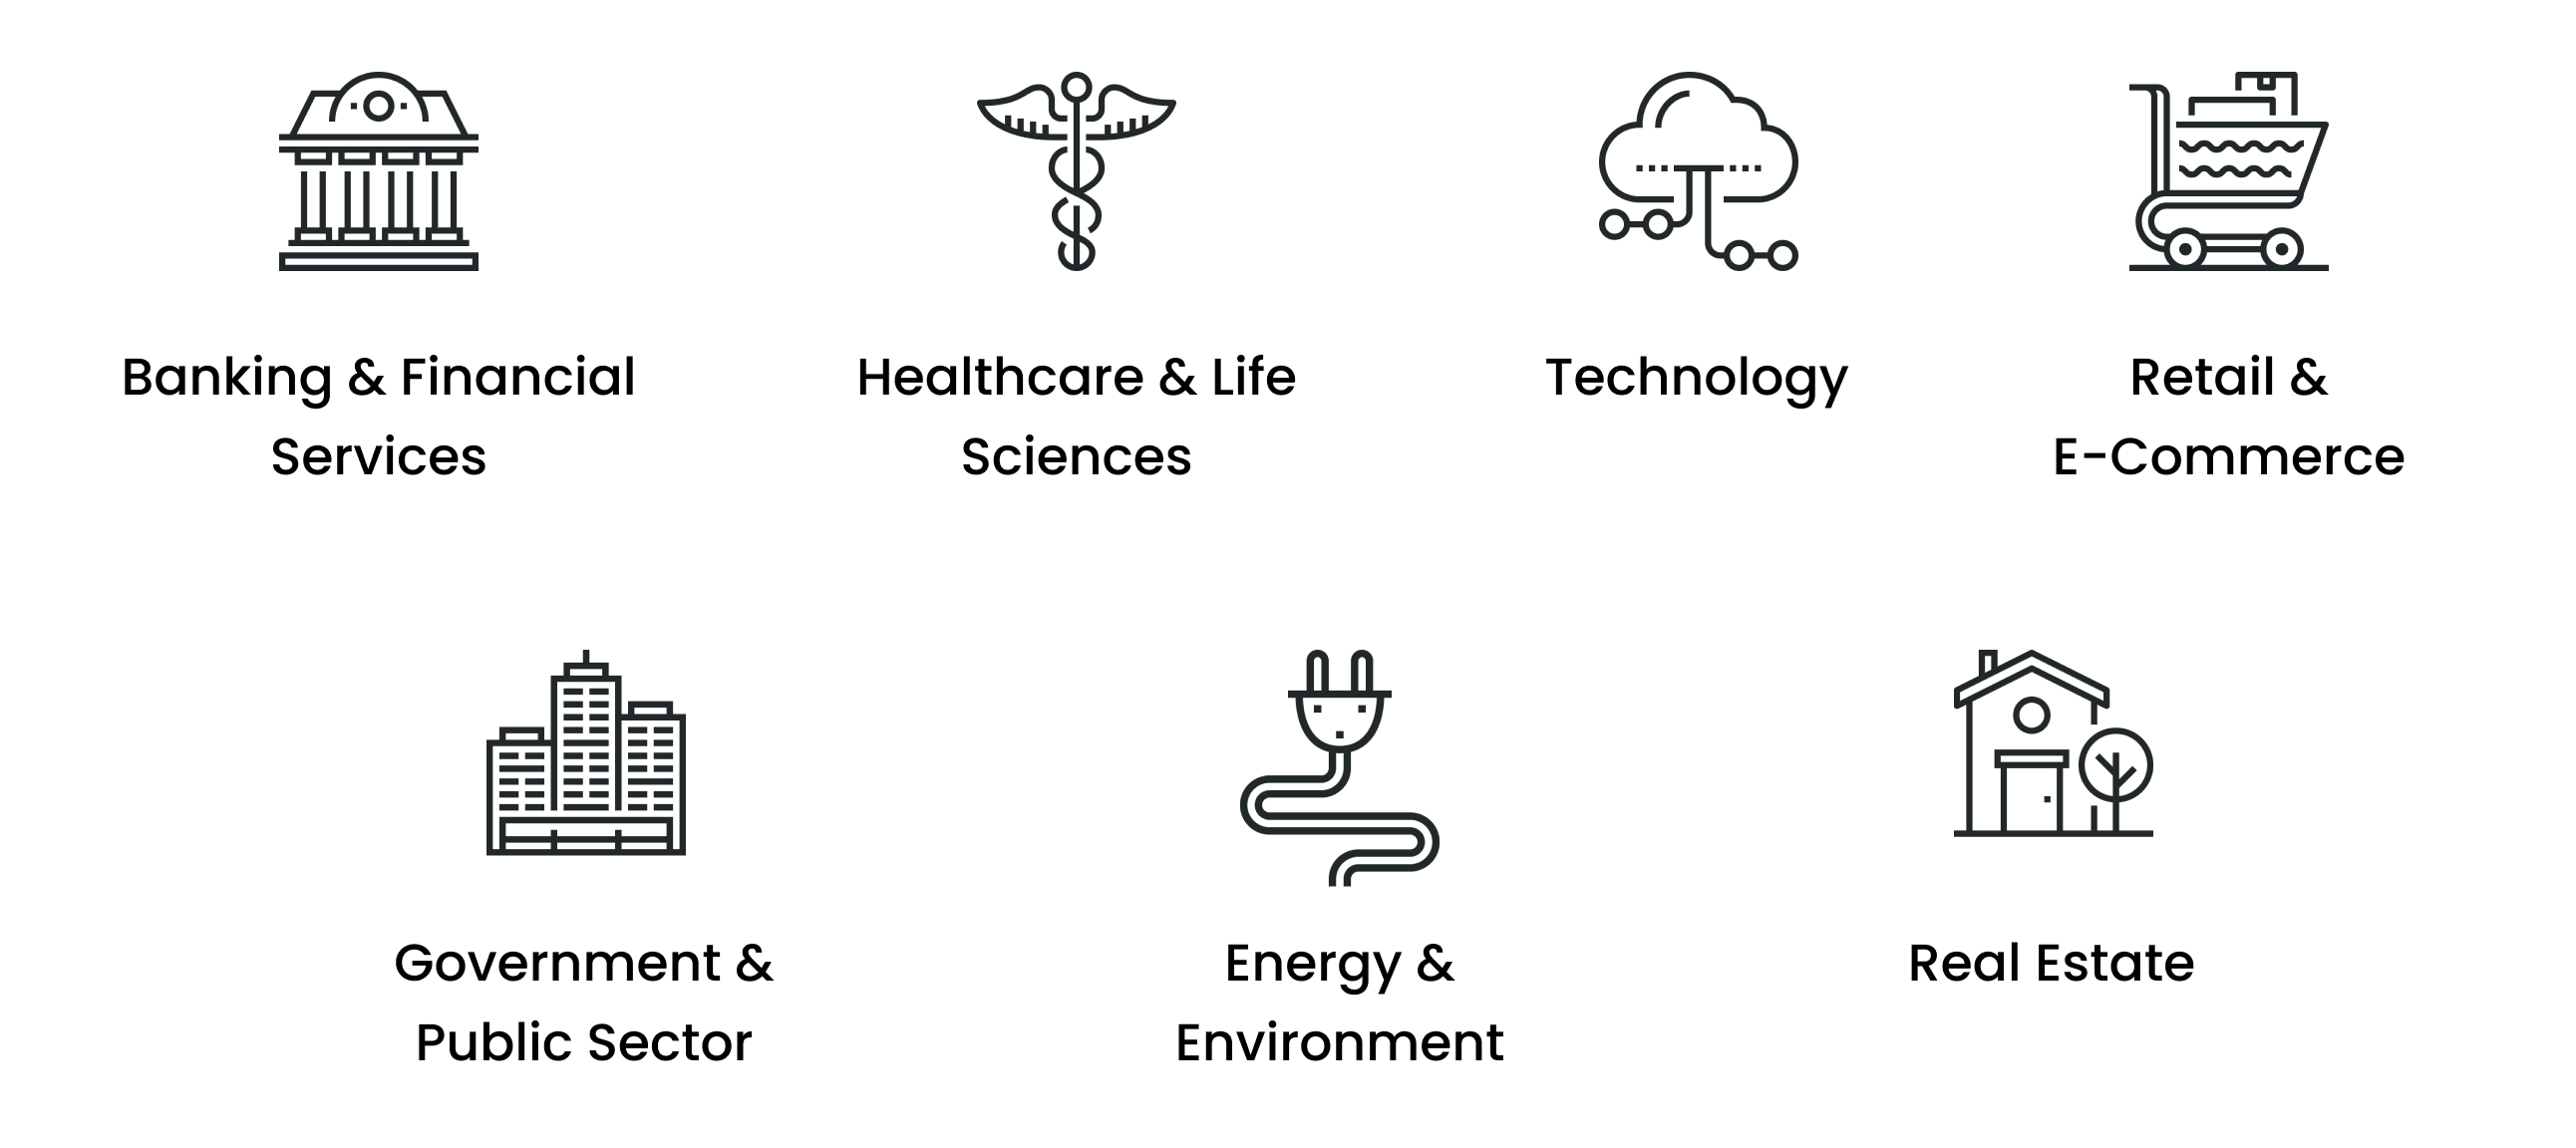 Banking & Financial
Services
Healthcare & Life
Sciences
Technology
Retail &
E-Commerce
Government &
Public Sector
Energy &
Environment
Real Estate